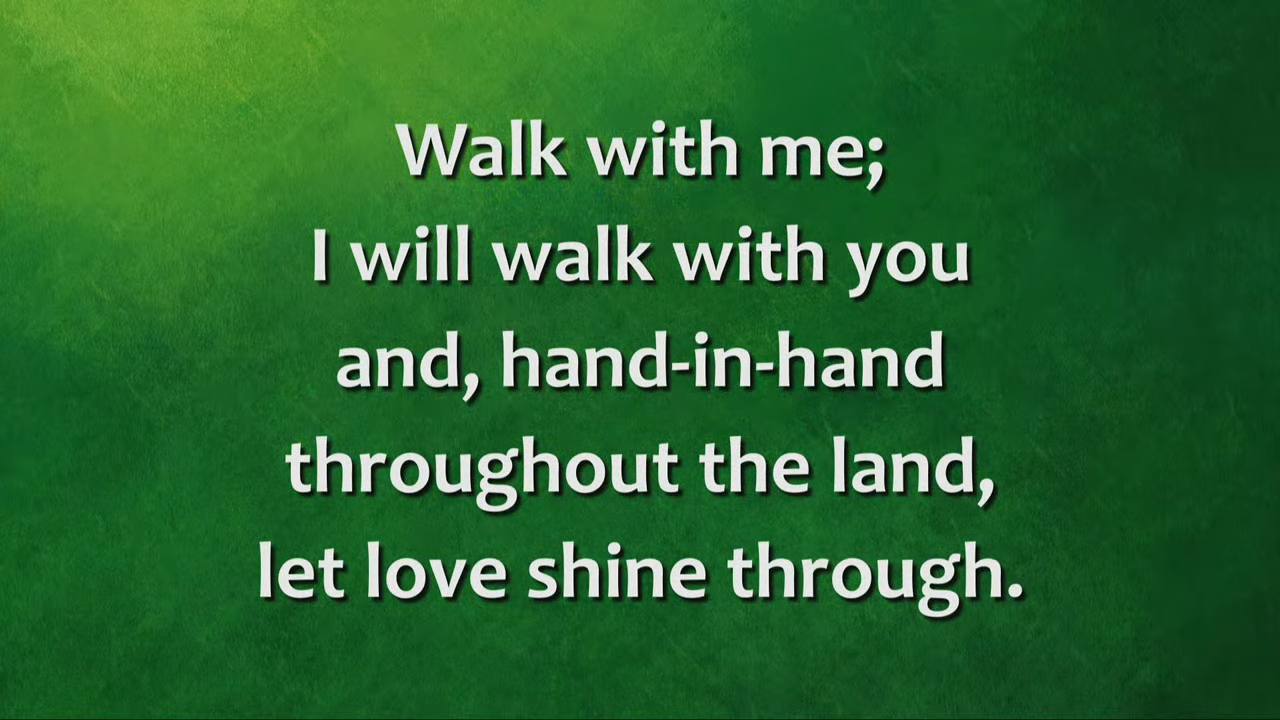 Walk with me;
I will walk with you
and, hand-in-hand
throughout the land,
let love shine through.